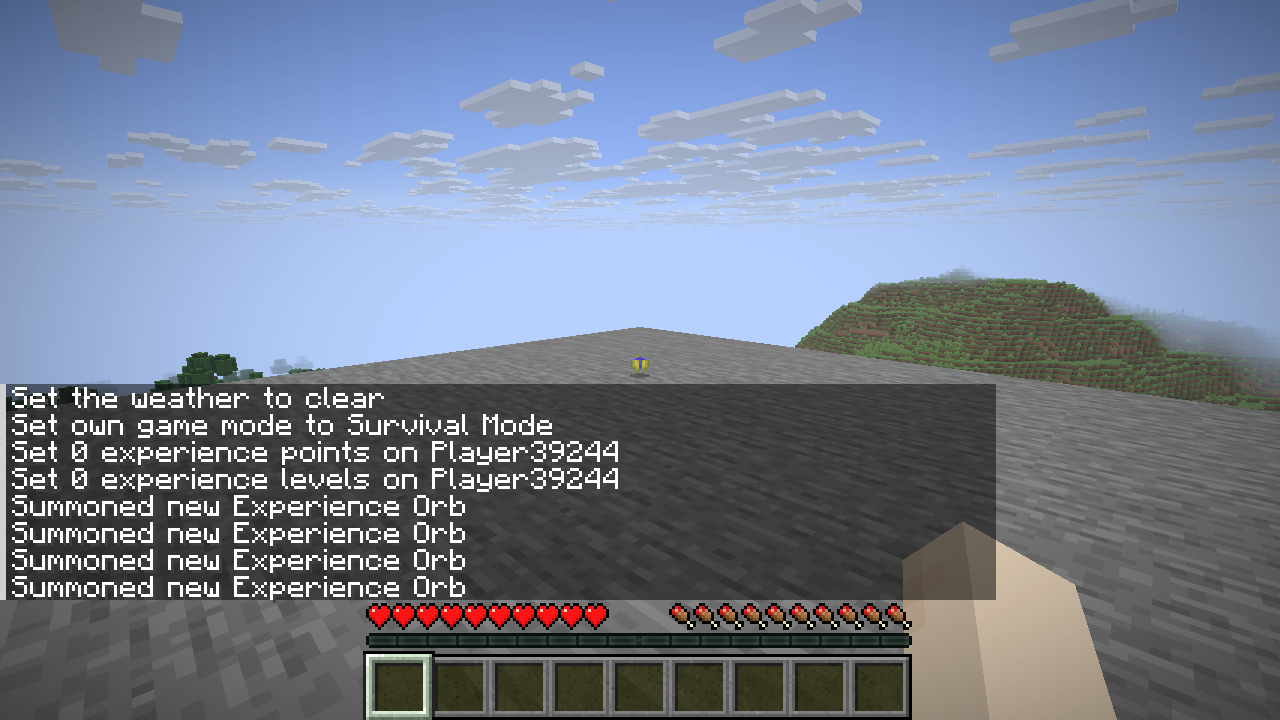 Set the weather to clear
Set own game mode to Survival Mode
Set 0 experience points on Player39244
Set 0 experience levels on Player39244
Summoned new Experience Orb
Summoned new Experience Orb
Summoned new Experience Orb
Summoned new Experience Orb